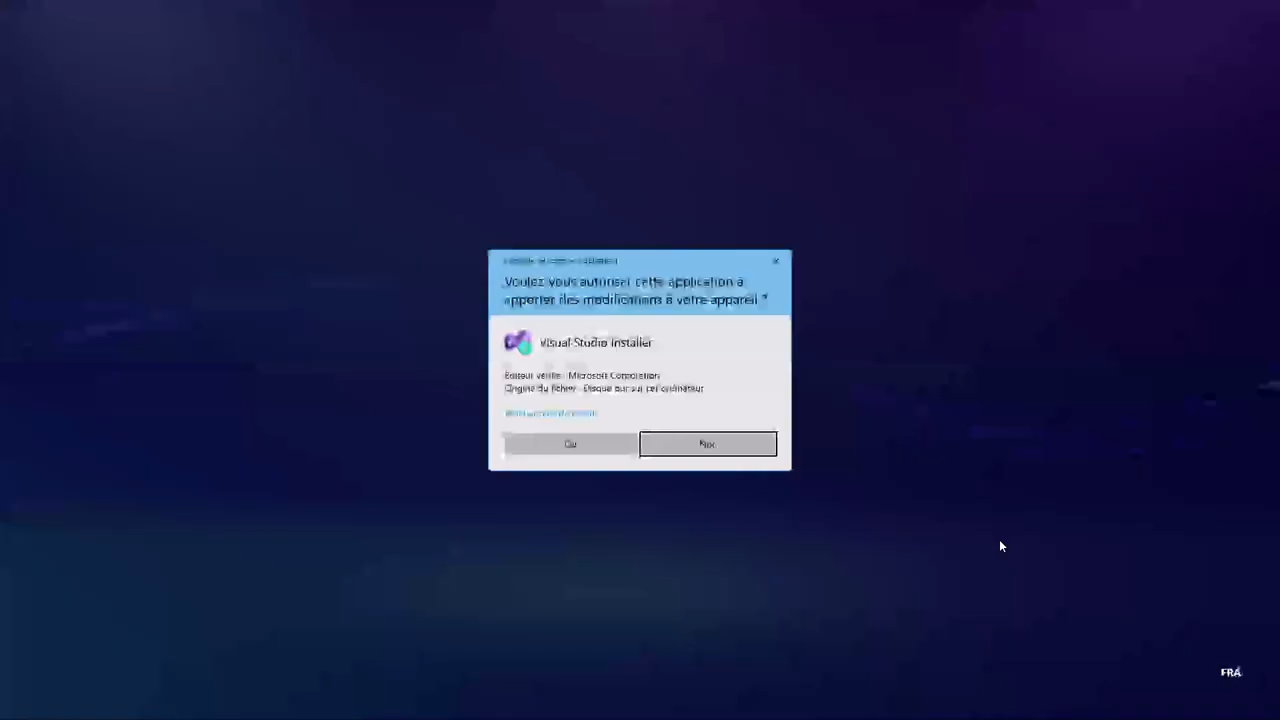 Voulez-vous autoriser cette application à
apporter des modifications à votre appareil ?
Visual Studio Installer
Éditeur vérifié : Microsoft Corporation
Origine du fichier : Disque dur sur cet ordinateur
Oui
Non
FRA